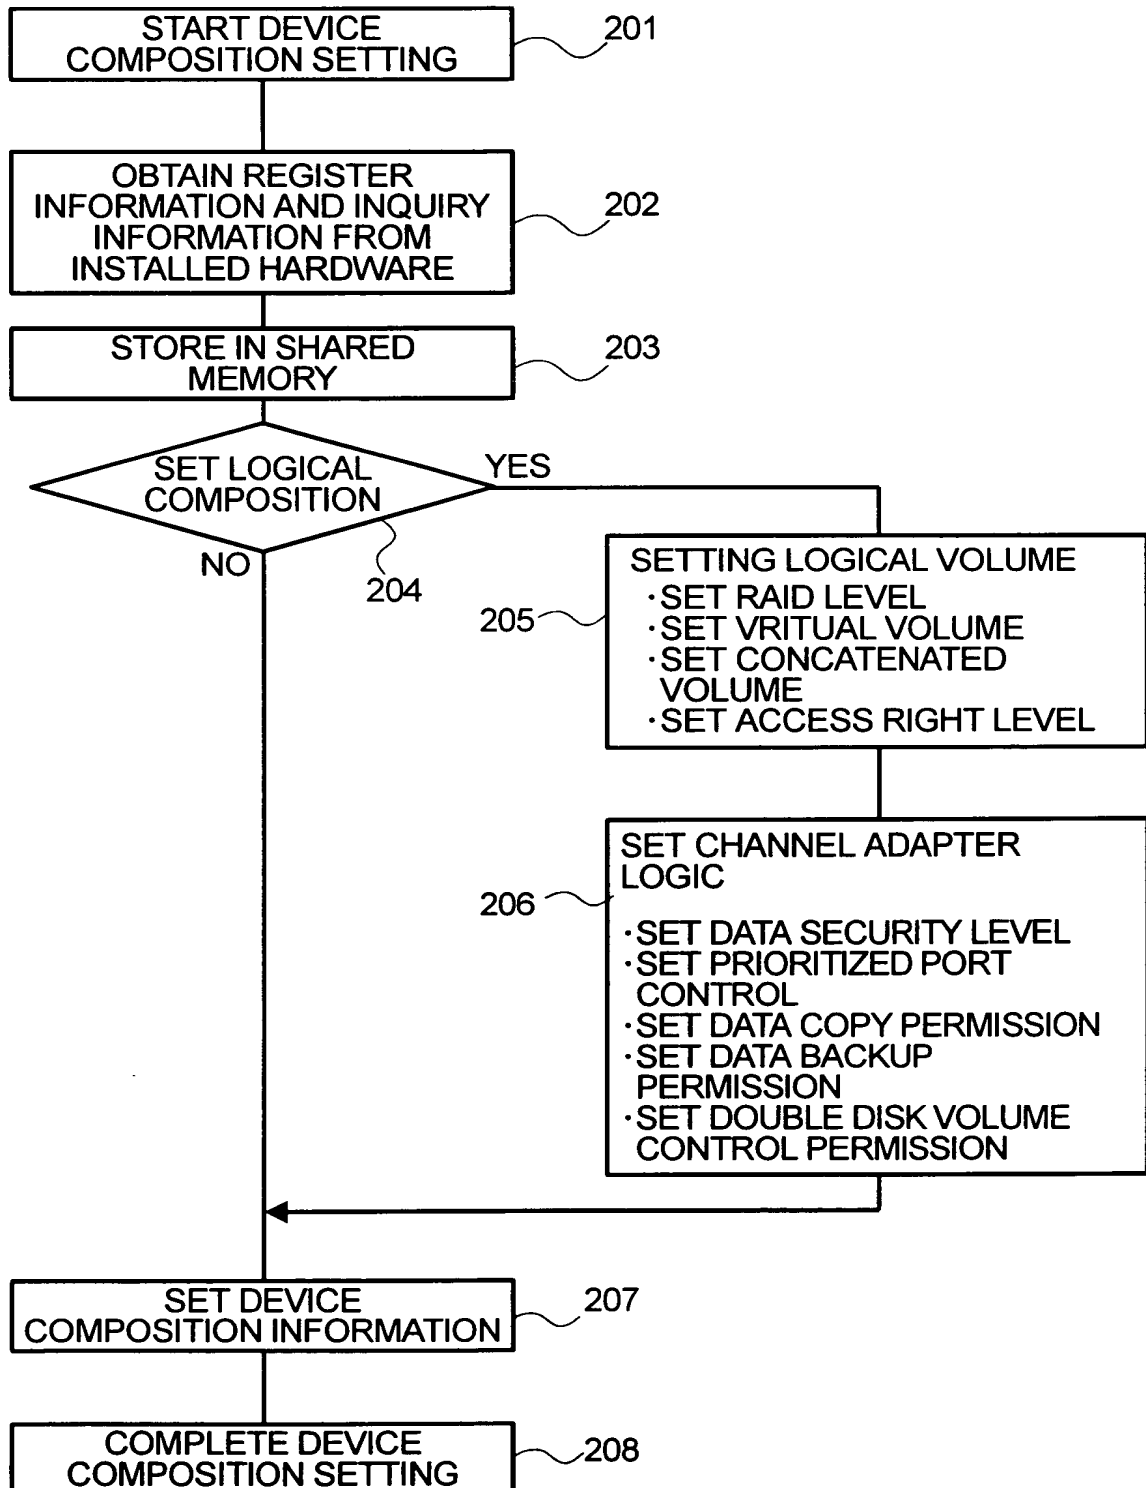 START DEVICE
COMPOSITION SETTING
201
OBTAIN REGISTER
INFORMATION AND INQUIRY
INFORMATION FROM
INSTALLED HARDWARE
202
STORE IN SHARED
MEMORY
203
SET LOGICAL
COMPOSITION
YES
NO
204
SETTING LOGICAL VOLUME
・SET RAID LEVEL
・SET VRITUAL VOLUME
・SET CONCATENATED
VOLUME
・SET ACCESS RIGHT LEVEL
205
SET CHANNEL ADAPTER
LOGIC
206
・SET DATA SECURITY LEVEL
・SET PRIORITIZED PORT
CONTROL
・SET DATA COPY PERMISSION
・SET DATA BACKUP
PERMISSION
・SET DOUBLE DISK VOLUME
CONTROL PERMISSION
SET DEVICE
COMPOSITION INFORMATION
207
COMPLETE DEVICE
COMPOSITION SETTING
208